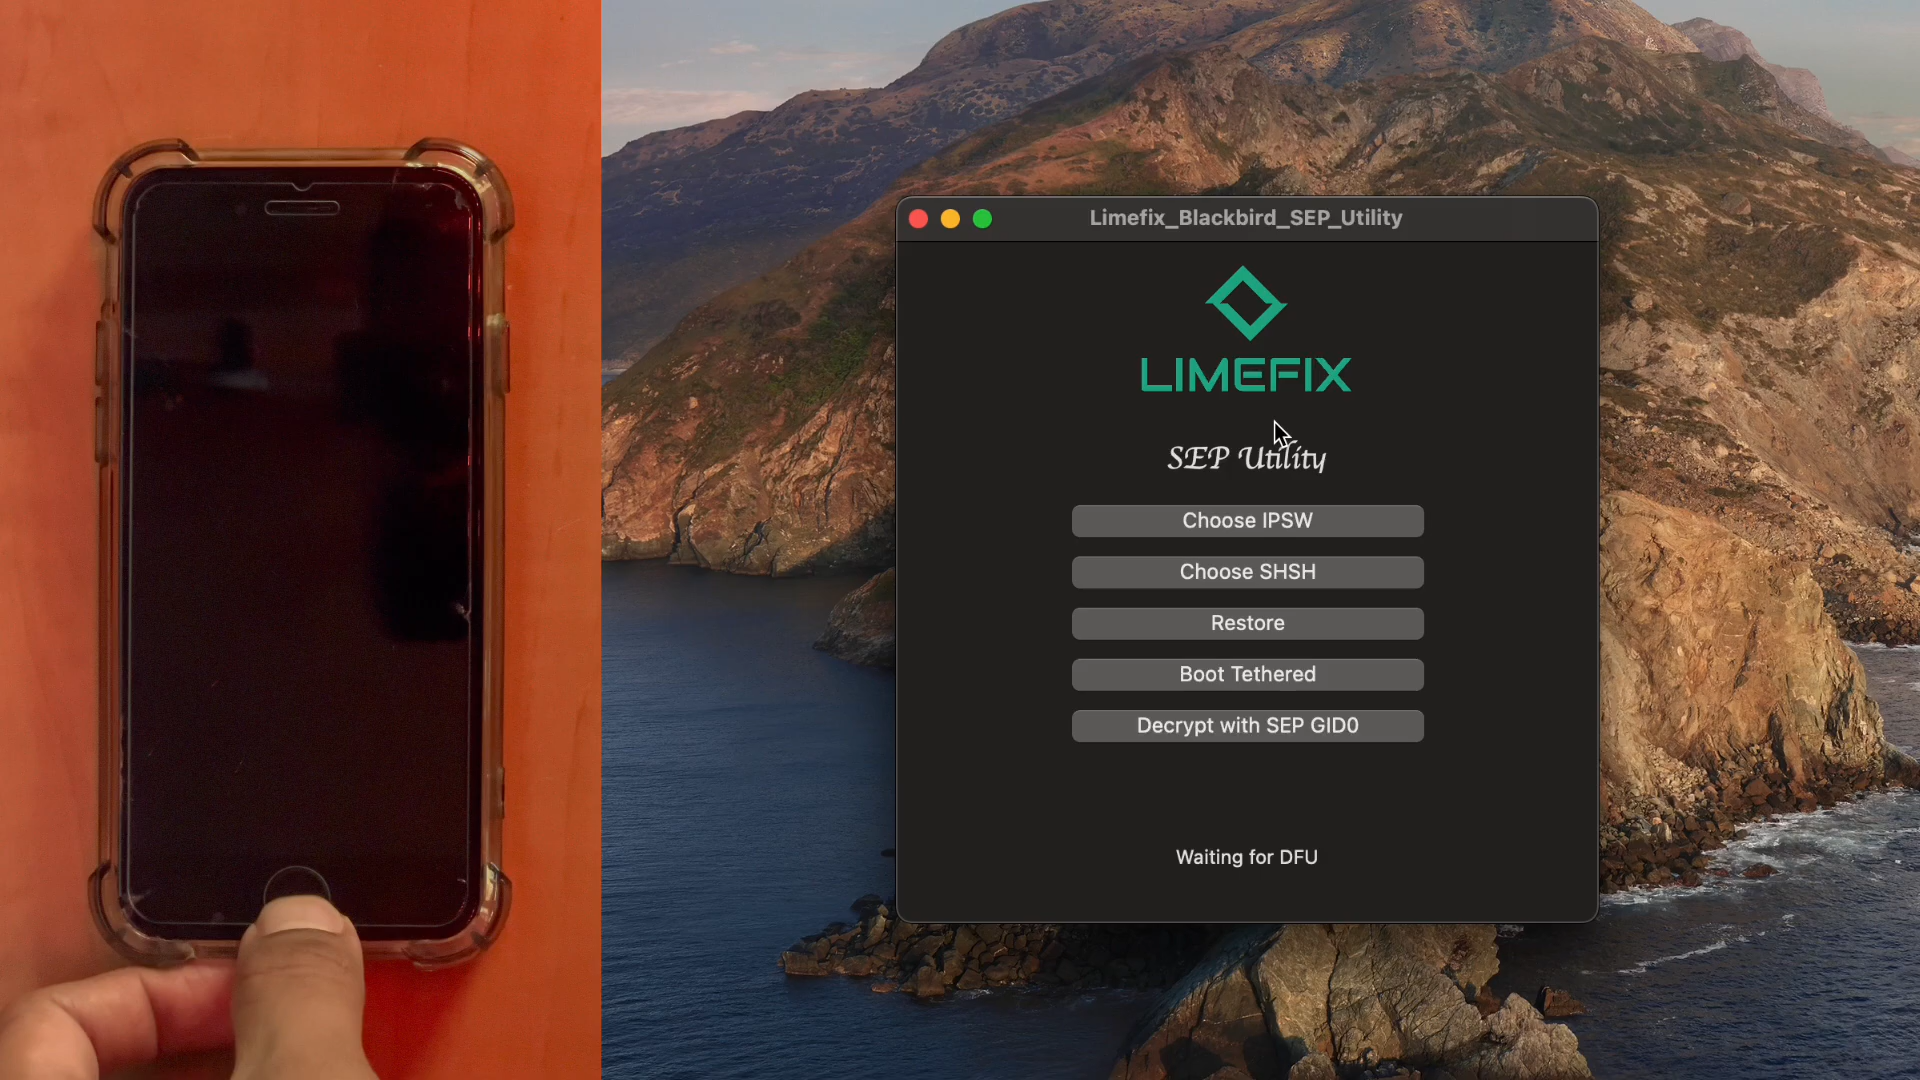 Limefix_Blackbird_SEP_Utility
LIMEFIX
SEP Utility
Choose IPSW
Choose SHSH
Restore
Boot Tethered
Decrypt with SEP GID0
Waiting for DFU